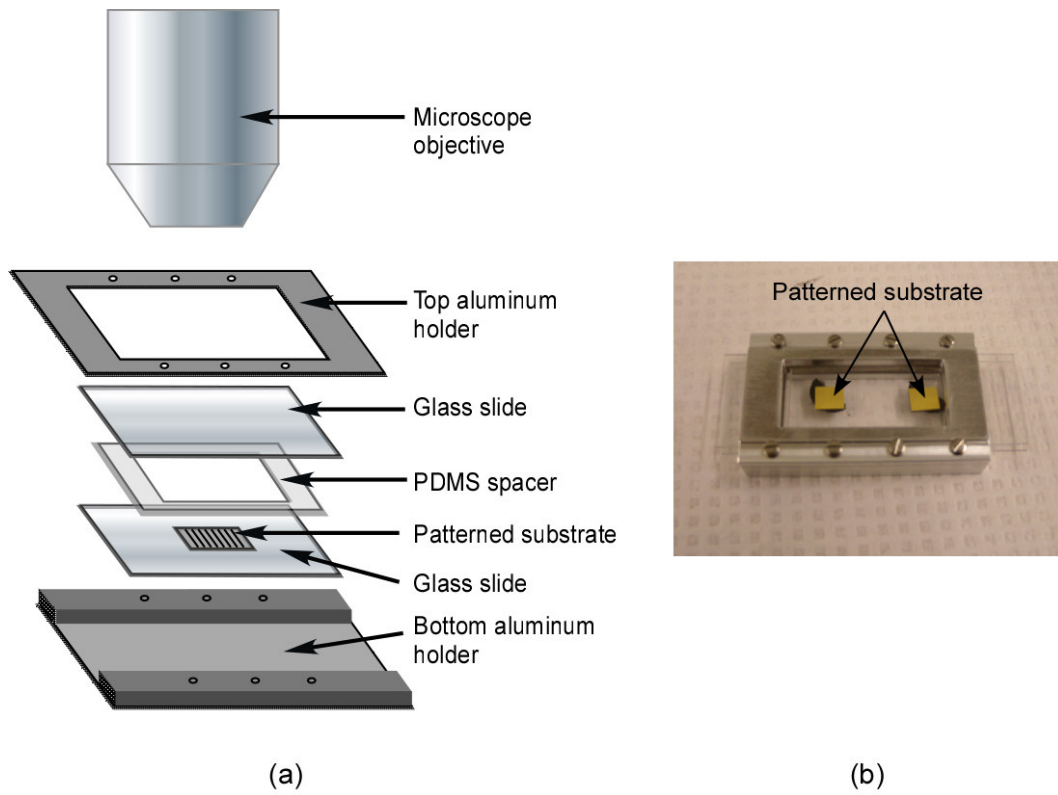 Microscope
objective
Top aluminum
holder
Glass slide
PDMS spacer
Patterned substrate
Glass slide
Bottom aluminum
holder
(a)
Patterned substrate
(b)